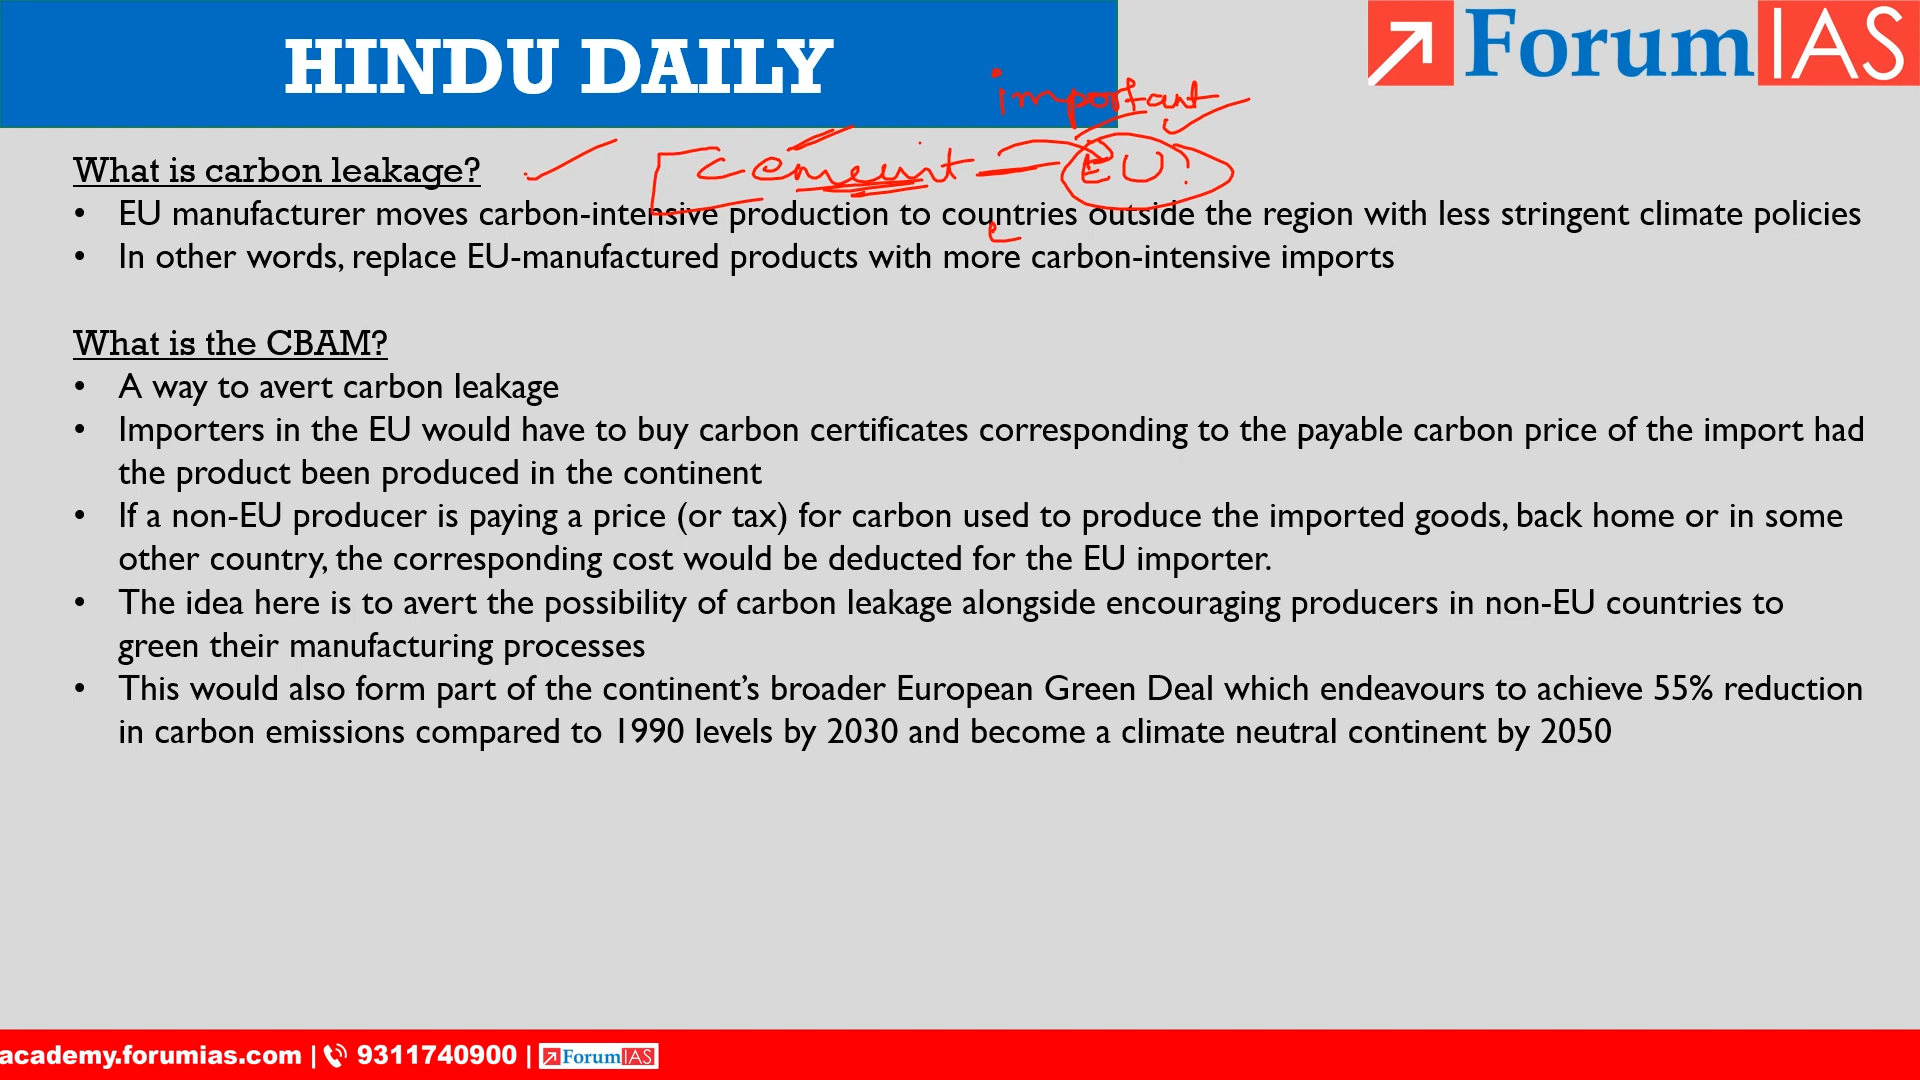 HINDU DAILY
ForumIAS
important
Cement — EU
What is carbon leakage?
• EU manufacturer moves carbon-intensive production to countries outside the region with less stringent climate policies
• In other words, replace EU-manufactured products with more carbon-intensive imports
What is the CBAM?
• A way to avert carbon leakage
• Importers in the EU would have to buy carbon certificates corresponding to the payable carbon price of the import had
the product been produced in the continent
• If a non-EU producer is paying a price (or tax) for carbon used to produce the imported goods, back home or in some
other country, the corresponding cost would be deducted for the EU importer.
• The idea here is to avert the possibility of carbon leakage alongside encouraging producers in non-EU countries to
green their manufacturing processes
• This would also form part of the continent’s broader European Green Deal which endeavours to achieve 55% reduction
in carbon emissions compared to 1990 levels by 2030 and become a climate neutral continent by 2050
academy.forumias.com | 9311740900 | ForumIAS